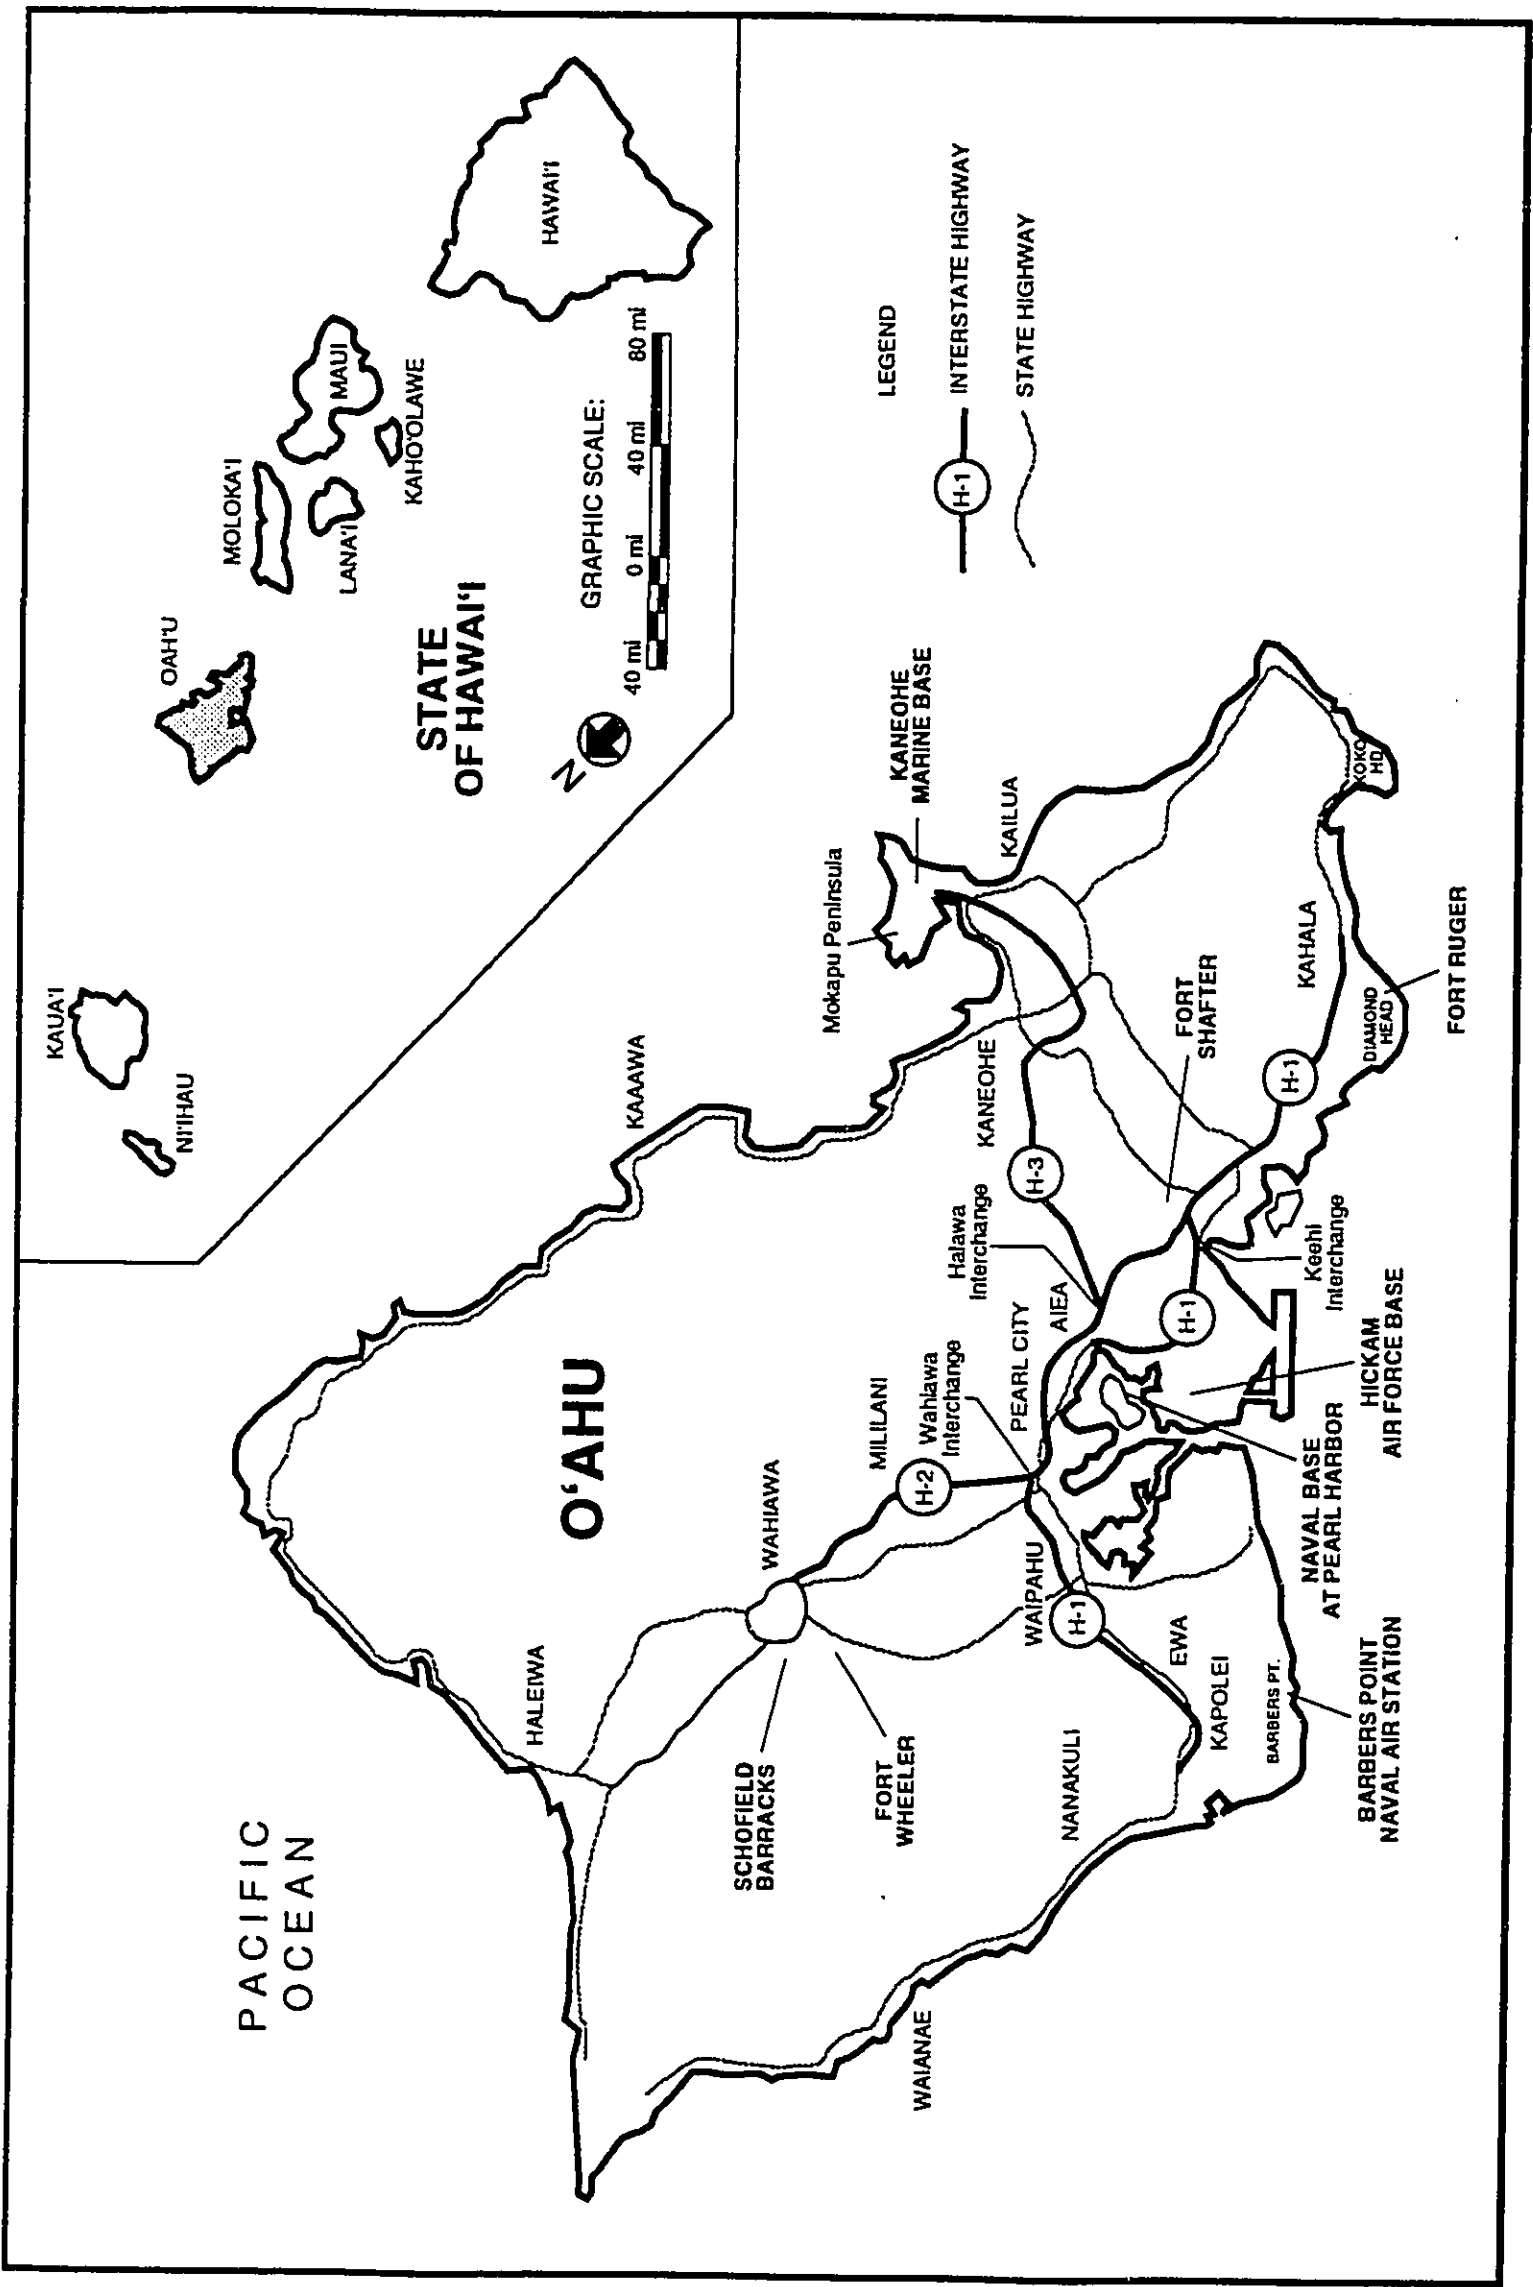 PACIFIC
OCEAN
O‘AHU
HALEIWA
WAHIAWA
KAAAWA
SCHOFIELD
BARRACKS
FORT
WHEELER
MILILANI
H-2
Wahiawa
Interchange
PEARL CITY
AIEA
Halawa
Interchange
H-3
KANEOHE
Mokapu Peninsula
KANEOHE
MARINE BASE
KAILUA
WAIANAE
NANAKULI
WAIPAHU
H-1
EWA
KAPOLEI
BARBERS PT.
BARBERS POINT
NAVAL AIR STATION
NAVAL BASE
AT PEARL HARBOR
HICKAM
AIR FORCE BASE
H-1
Keehi
Interchange
FORT
SHAFTER
H-1
KAHALA
DIAMOND
HEAD
FORT RUGER
KOKO
HD
KAUA'I
NI'IHAU
OAH'U
MOLOKA'I
LANA'I
MAUI
KAHO'OLAWE
HAWAI'I
STATE
OF HAWAI'I
N
GRAPHIC SCALE:
40 mi 0 mi 40 mi 80 mi
LEGEND
H-1 INTERSTATE HIGHWAY
STATE HIGHWAY